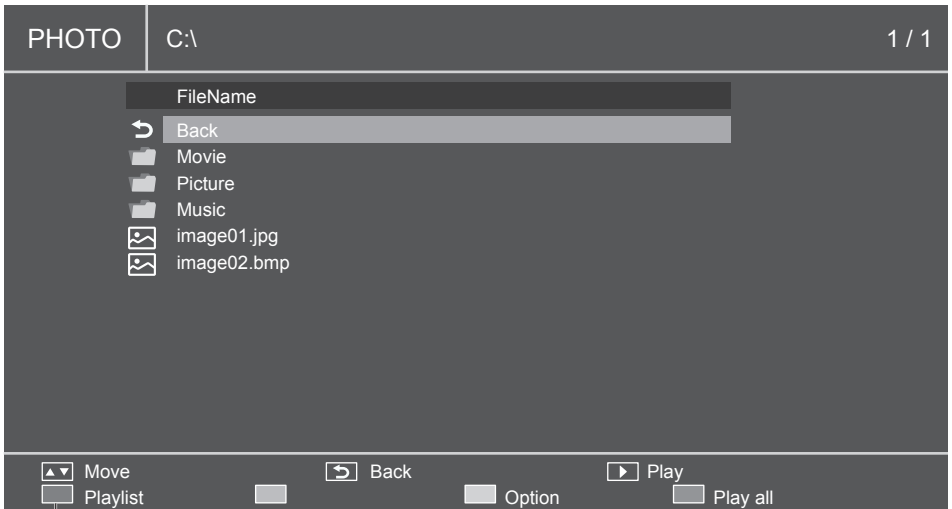 PHOTO C:\ 1 / 1
FileName
Back
Movie
Picture
Music
image01.jpg
image02.bmp
Move Back Play
Playlist Option Play all